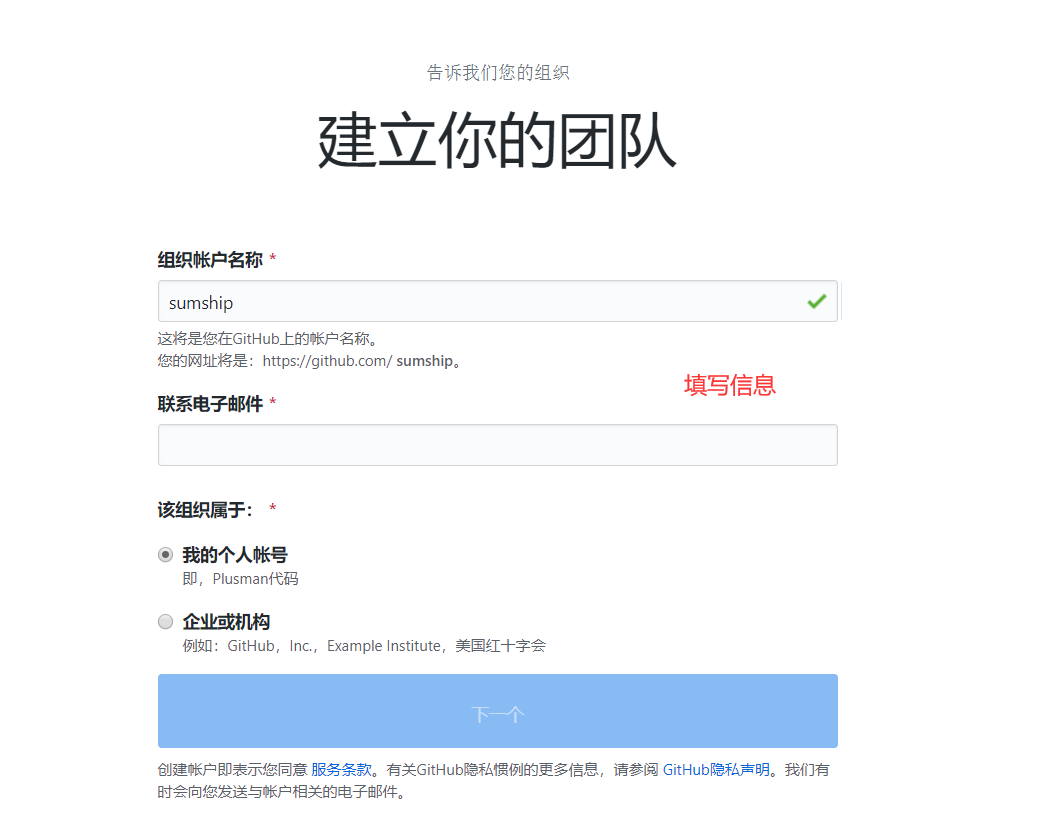 告诉我们您的组织
建立你的团队
组织帐户名称 *
sumship
这将是您在GitHub上的帐户名称。
您的网址将是：https://github.com/ sumship。
填写信息
联系电子邮件 *
该组织属于： *
我的个人帐号
即，Plusman代码
企业或机构
例如：GitHub，Inc.，Example Institute，美国红十字会
下一个
创建帐户即表示您同意 服务条款。有关GitHub隐私惯例的更多信息，请参阅 GitHub隐私声明。我们有
时会向您发送与帐户相关的电子邮件。